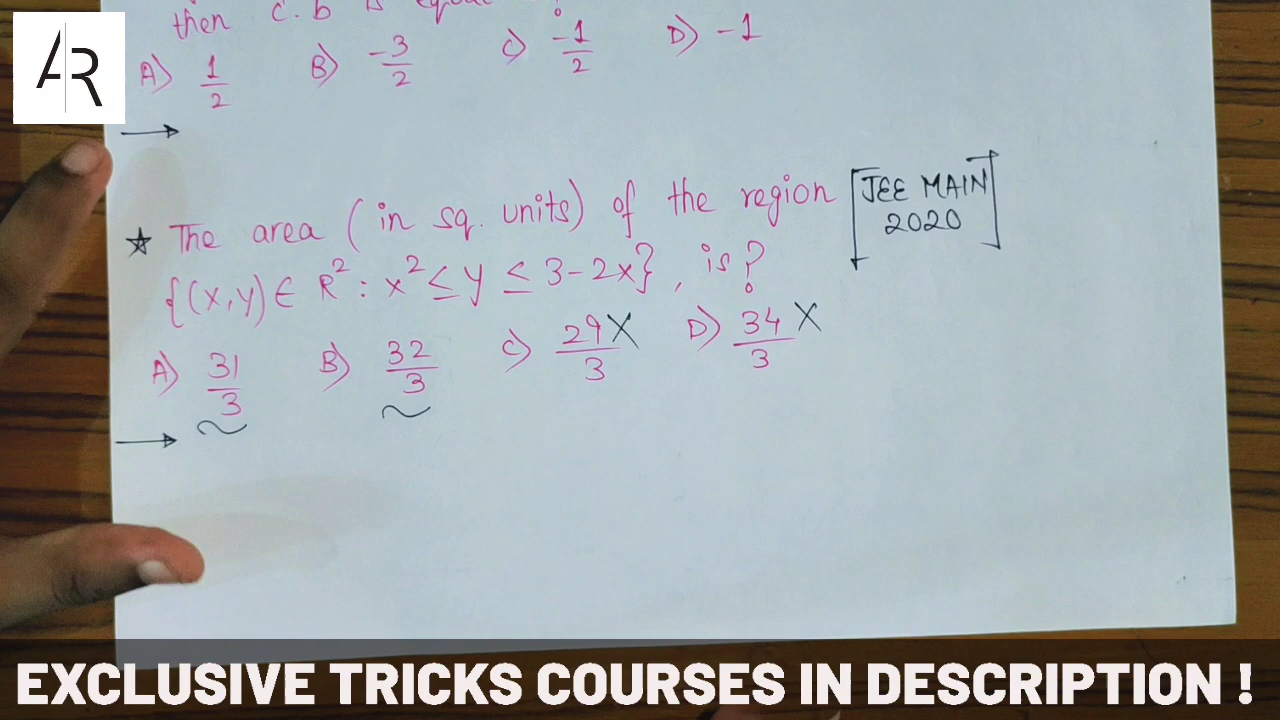 AR
then c. b is equal
A) 1/2 B) -3/2 C) -1/2 D) -1
★ The area (in sq. units) of the region [JEE MAIN 2020]
{(x,y) ∈ R² : x² ≤ y ≤ 3-2x}, is?
A) 31/3 B) 32/3 C) 29/3 X D) 34/3 X
EXCLUSIVE TRICKS COURSES IN DESCRIPTION !